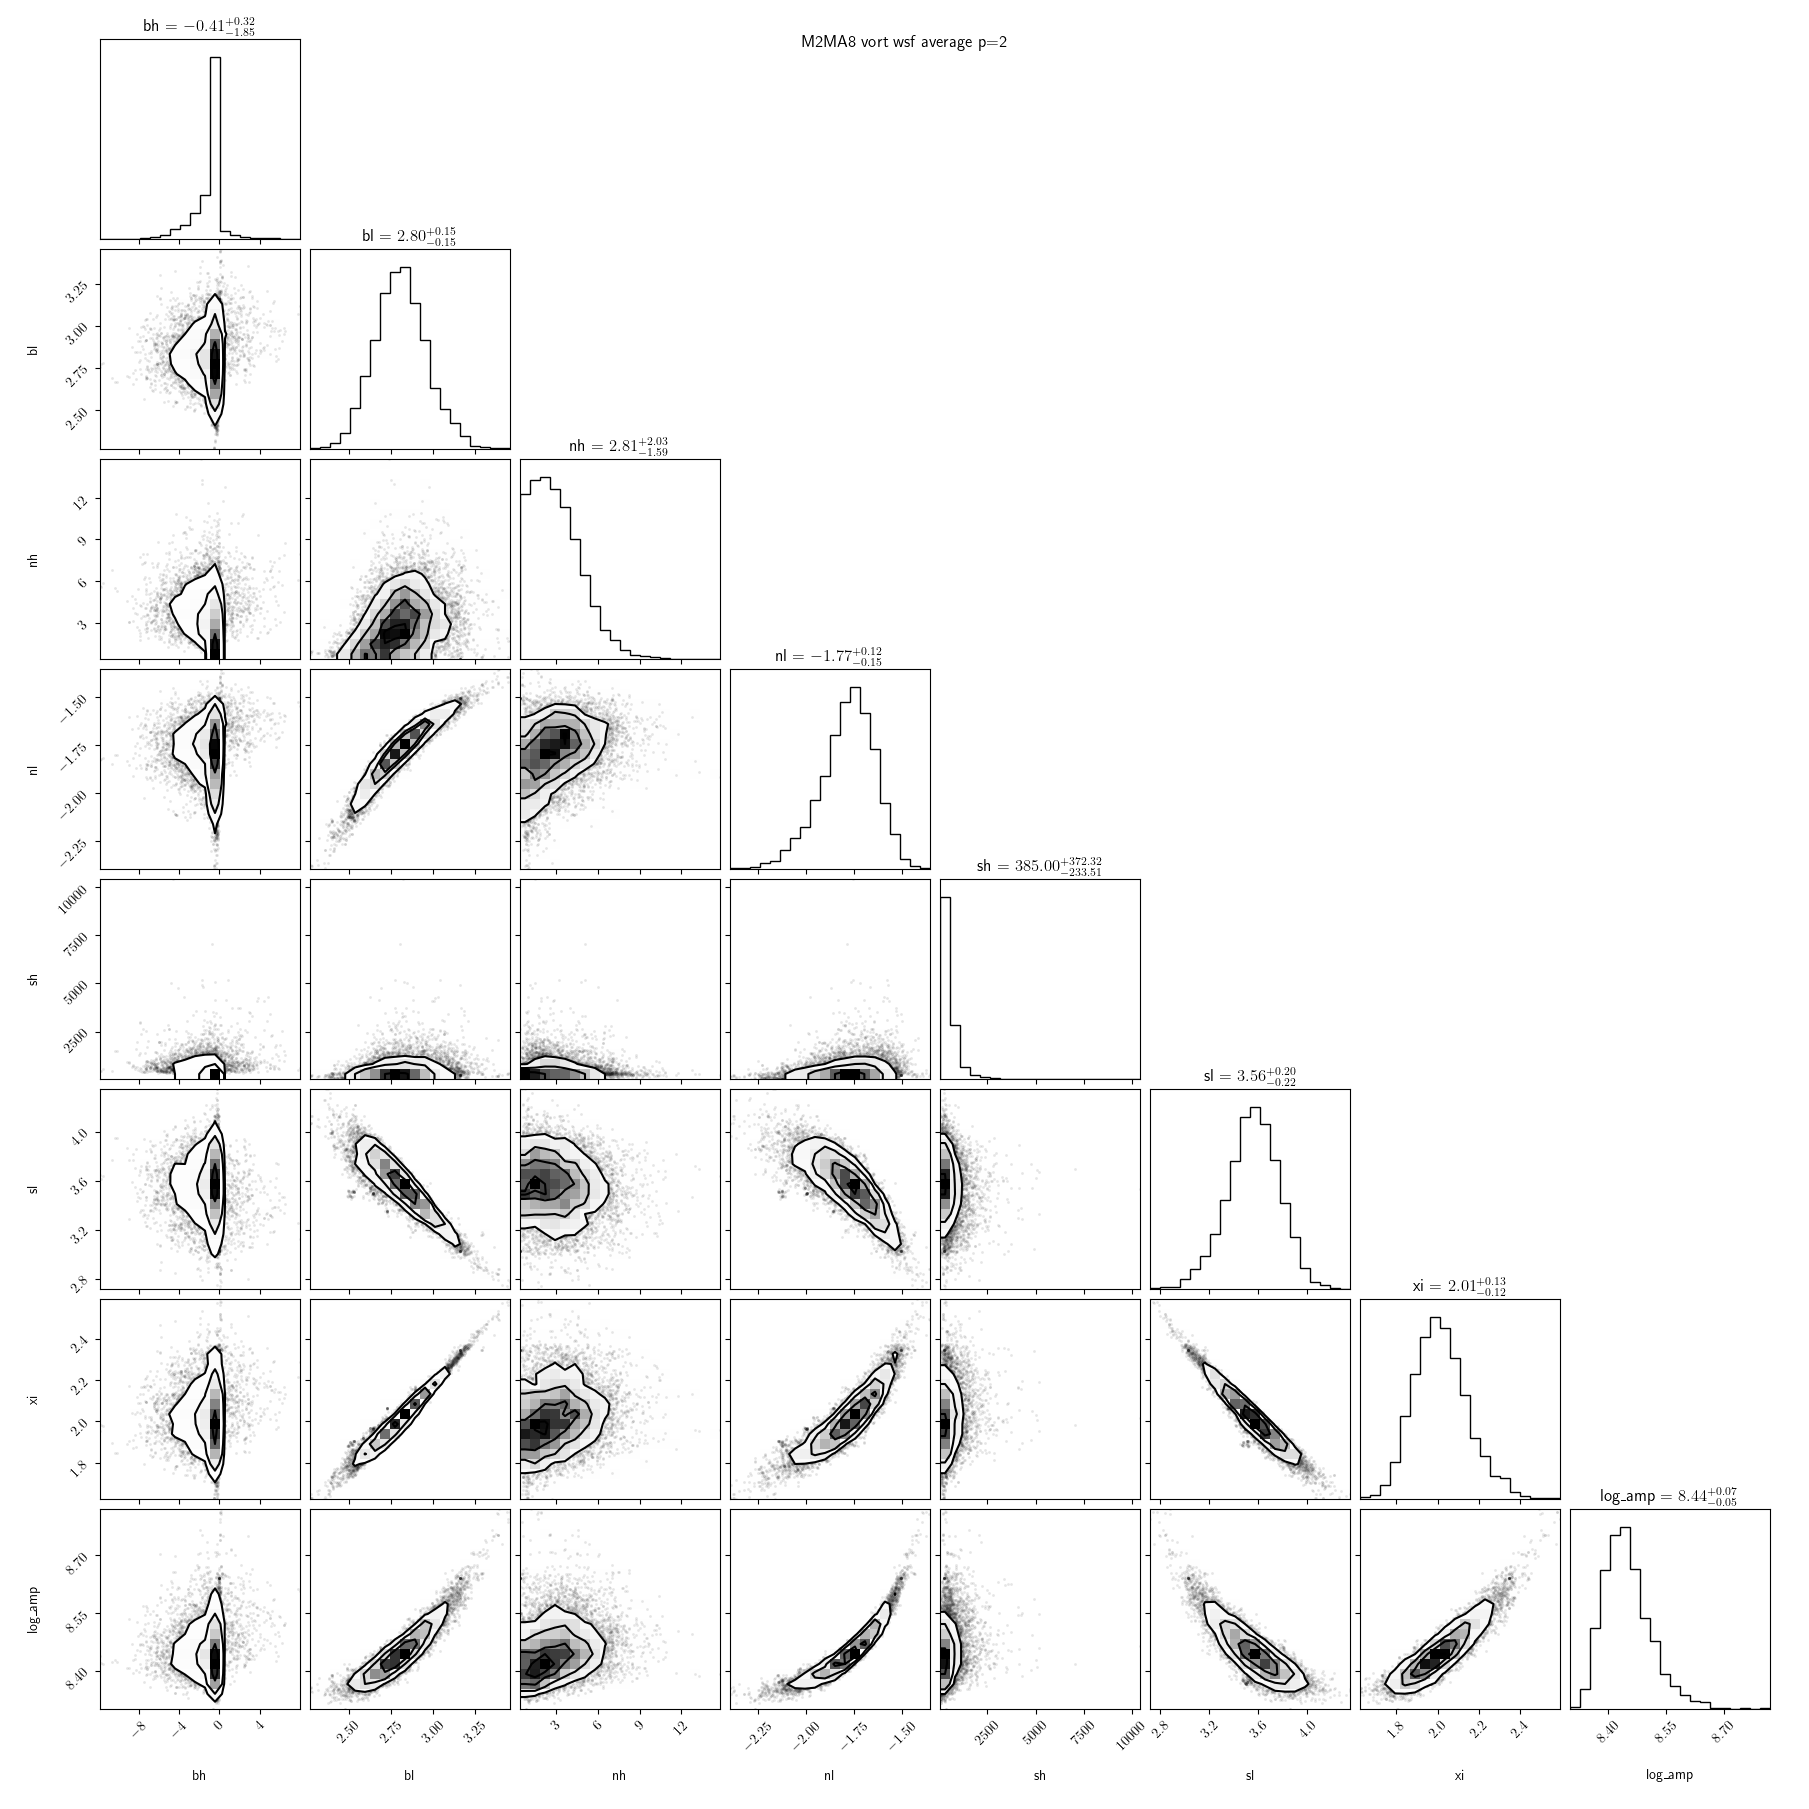 M2MA8 vort wsf average p=2
bh = −0.41 +0.32 −1.85
bl = 2.80 +0.15 −0.15
3.25
3.00
2.75
2.50
bl
nh = 2.81 +2.03 −1.59
12
9
6
3
nh
nl = −1.77 +0.12 −0.15
−1.50
−1.75
−2.00
−2.25
nl
sh = 385.00 +372.32 −233.51
10000
7500
5000
2500
sh
sl = 3.56 +0.20 −0.22
4.0
3.6
3.2
2.8
sl
xi = 2.01 +0.13 −0.12
2.4
2.2
2.0
1.8
xi
log_amp = 8.44 +0.07 −0.05
8.70
8.55
8.40
log_amp
−8 −4 0 4 2.50 2.75 3.00 3.25 3 6 9 12 −2.25 −2.00 −1.75 −1.50 2500 5000 7500 10000 2.8 3.2 3.6 4.0 1.8 2.0 2.2 2.4 8.40 8.55 8.70
bh bl nh nl sh sl xi log_amp